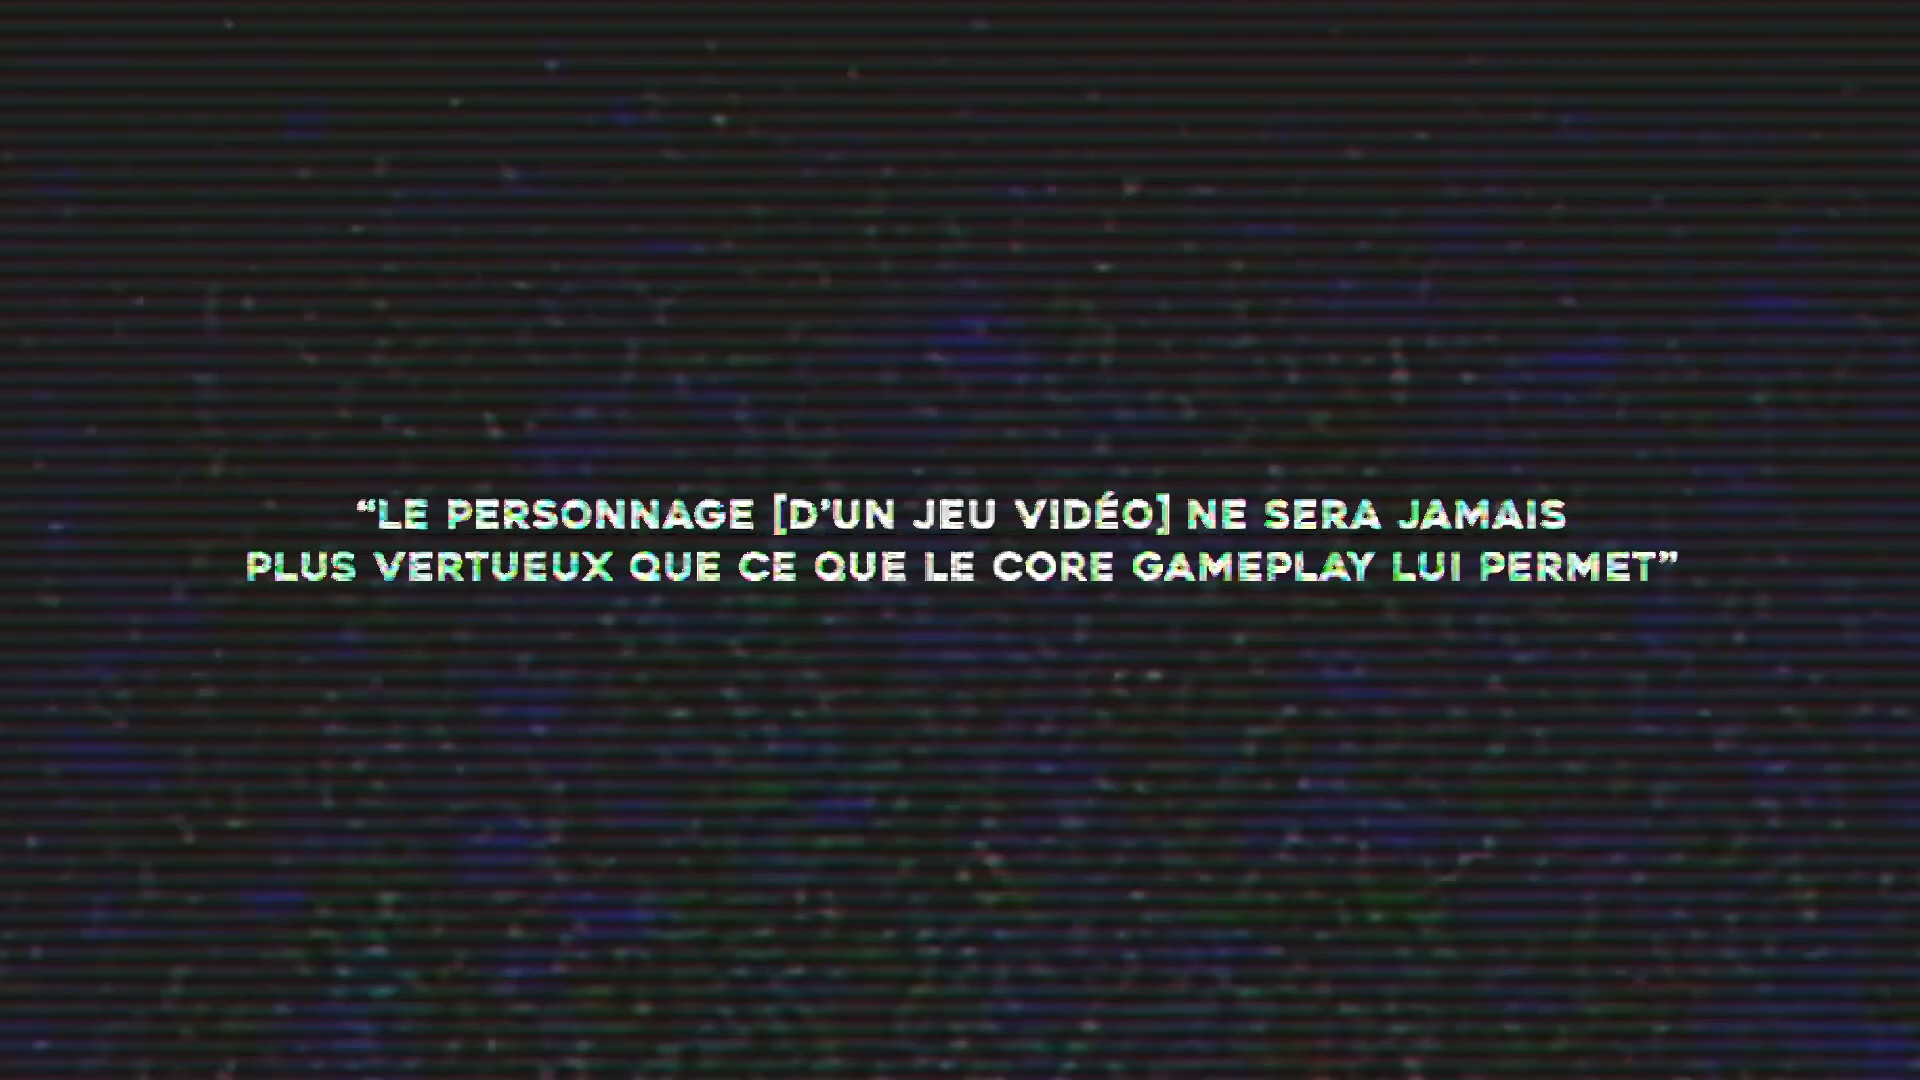 “LE PERSONNAGE [D’UN JEU VIDÉO] NE SERA JAMAIS
PLUS VERTUEUX QUE CE QUE LE CORE GAMEPLAY LUI PERMET”